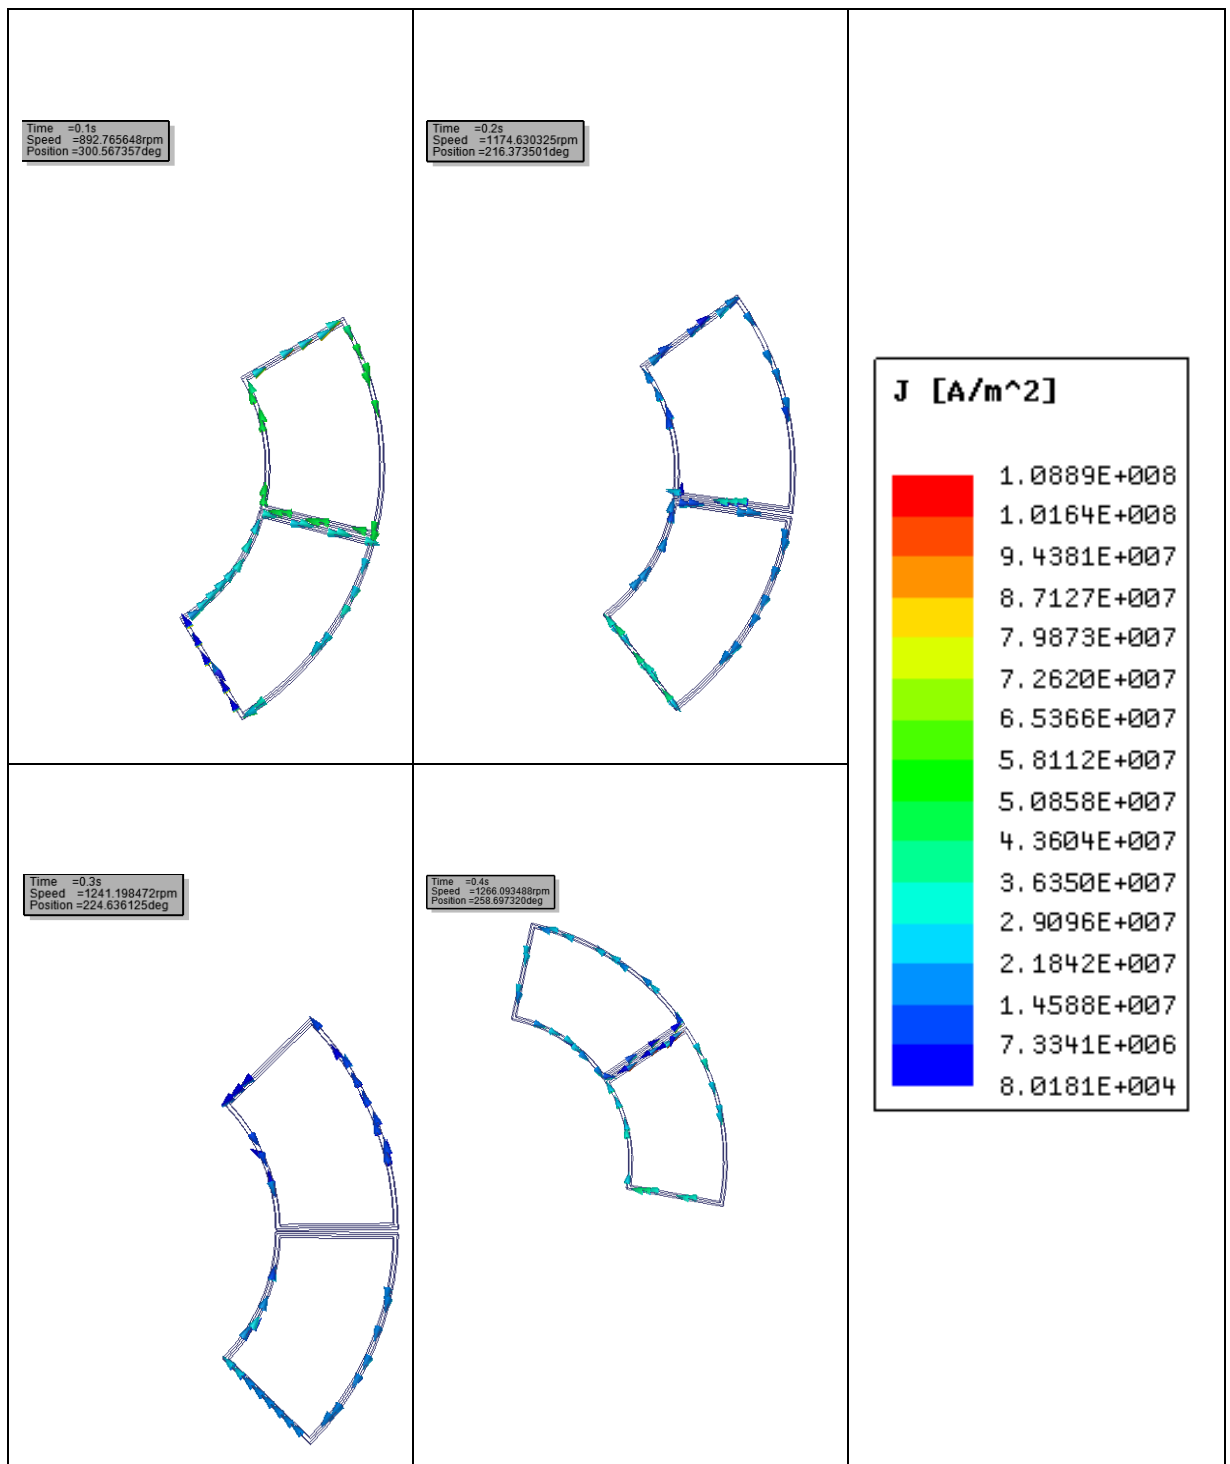 Time =0.1s
Speed =892.765648rpm
Position =300.567357deg
Time =0.2s
Speed =1174.630325rpm
Position =216.373501deg
Time =0.3s
Speed =1241.198472rpm
Position =224.636125deg
Time =0.4s
Speed =1266.093488rpm
Position =258.697320deg
J [A/m^2]
1.0889E+008
1.0164E+008
9.4381E+007
8.7127E+007
7.9873E+007
7.2620E+007
6.5366E+007
5.8112E+007
5.0858E+007
4.3604E+007
3.6350E+007
2.9096E+007
2.1842E+007
1.4588E+007
7.3341E+006
8.0181E+004